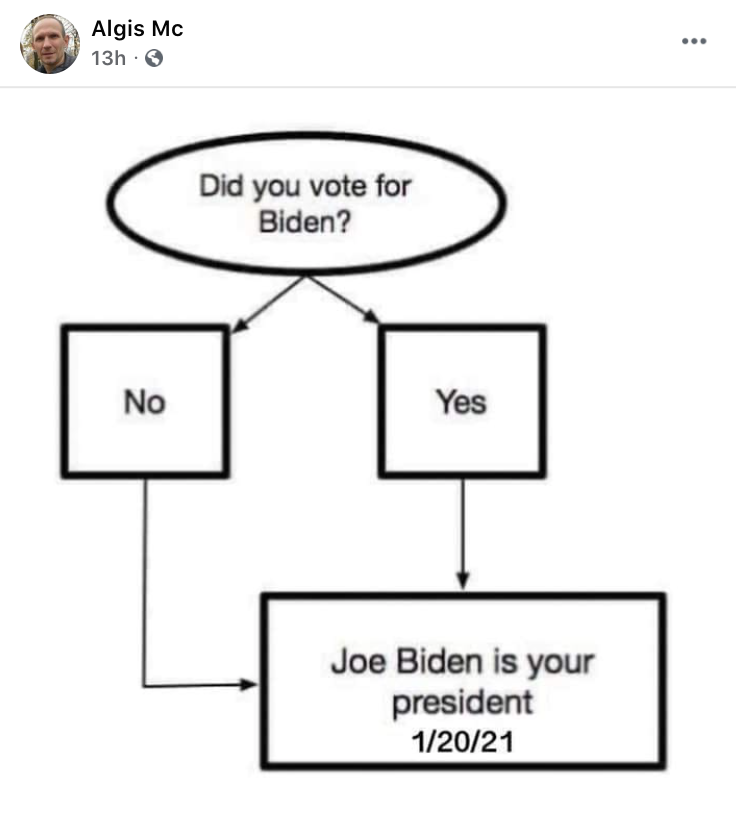 Algis Mc
13h ·
Did you vote for
Biden?
No
Yes
Joe Biden is your
president
1/20/21